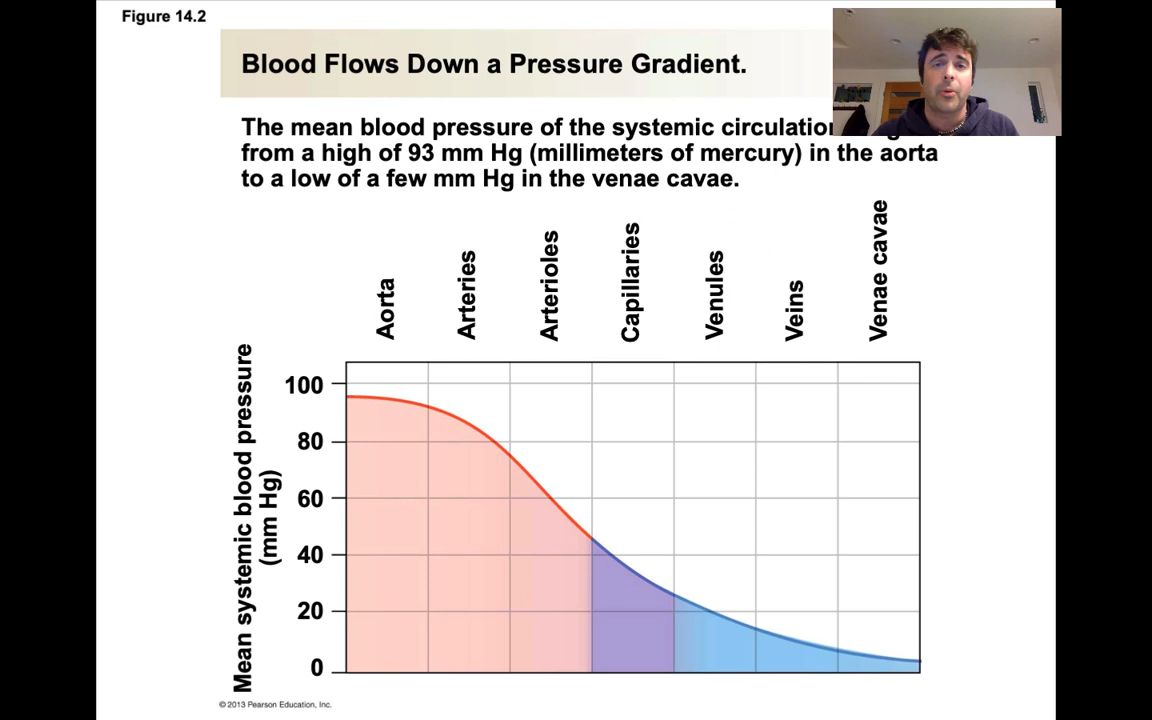 Figure 14.2
Blood Flows Down a Pressure Gradient.
The mean blood pressure of the systemic circulation
from a high of 93 mm Hg (millimeters of mercury) in the aorta
to a low of a few mm Hg in the venae cavae.
Aorta
Arteries
Arterioles
Capillaries
Venules
Veins
Venae cavae
Mean systemic blood pressure
(mm Hg)
100
80
60
40
20
0
© 2013 Pearson Education, Inc.